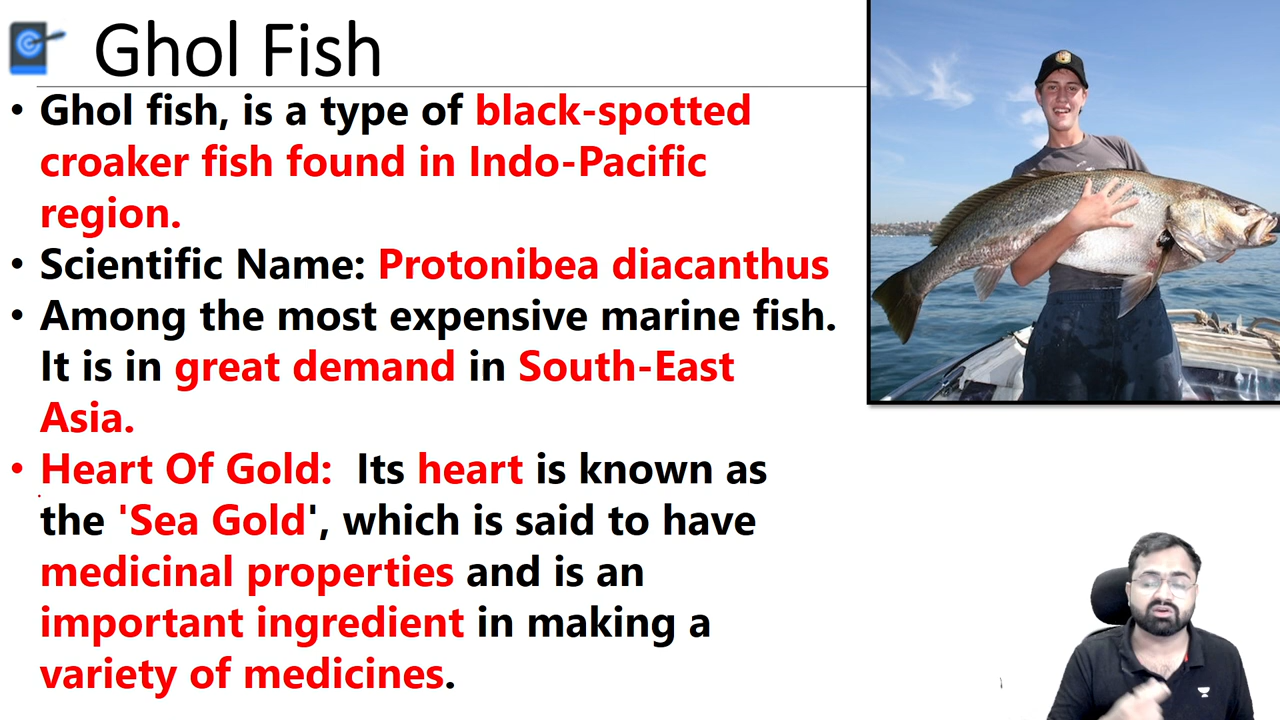 Ghol Fish
• Ghol fish, is a type of black-spotted
croaker fish found in Indo-Pacific
region.
• Scientific Name: Protonibea diacanthus
• Among the most expensive marine fish.
It is in great demand in South-East
Asia.
• Heart Of Gold:  Its heart is known as
the 'Sea Gold', which is said to have
medicinal properties and is an
important ingredient in making a
variety of medicines.